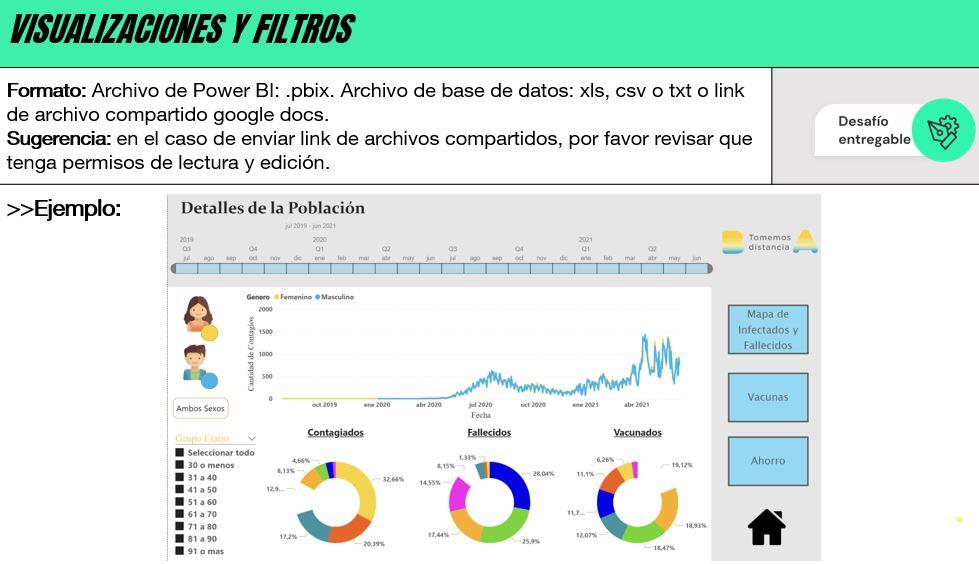 VISUALIZACIONES Y FILTROS
Formato: Archivo de Power BI: .pbix. Archivo de base de datos: xls, csv o txt o link
de archivo compartido google docs.
Sugerencia: en el caso de enviar link de archivos compartidos, por favor revisar que
tenga permisos de lectura y edición.
Desafío
entregable
>>Ejemplo:
Detalles de la Población
jul 2019 - jun 2021
2019 2020 2021
Q3 Q4 Q1 Q2 Q3 Q4 Q1 Q2
jul ago sep oct nov dic ene feb mar abr may jun jul ago sep oct nov dic ene feb mar abr may jun
Tomemos
distancia
Genero Femenino Masculino
Cantidad de Contagios
2000
1500
1000
500
0
oct 2019 ene 2020 abr 2020 jul 2020 oct 2020 ene 2021 abr 2021
Fecha
Ambos Sexos
Grupo Etario
Seleccionar todo
30 o menos
31 a 40
41 a 50
51 a 60
61 a 70
71 a 80
81 a 90
91 o mas
Contagiados
4,66%
8,13%
12,9...
17,2%
20,39%
32,66%
Fallecidos
1,33%
8,15%
14,55%
17,44%
25,9%
28,04%
Vacunados
6,26%
11,1%
11,7...
12,07%
18,47%
18,93%
19,12%
Mapa de
Infectados y
Fallecidos
Vacunas
Ahorro